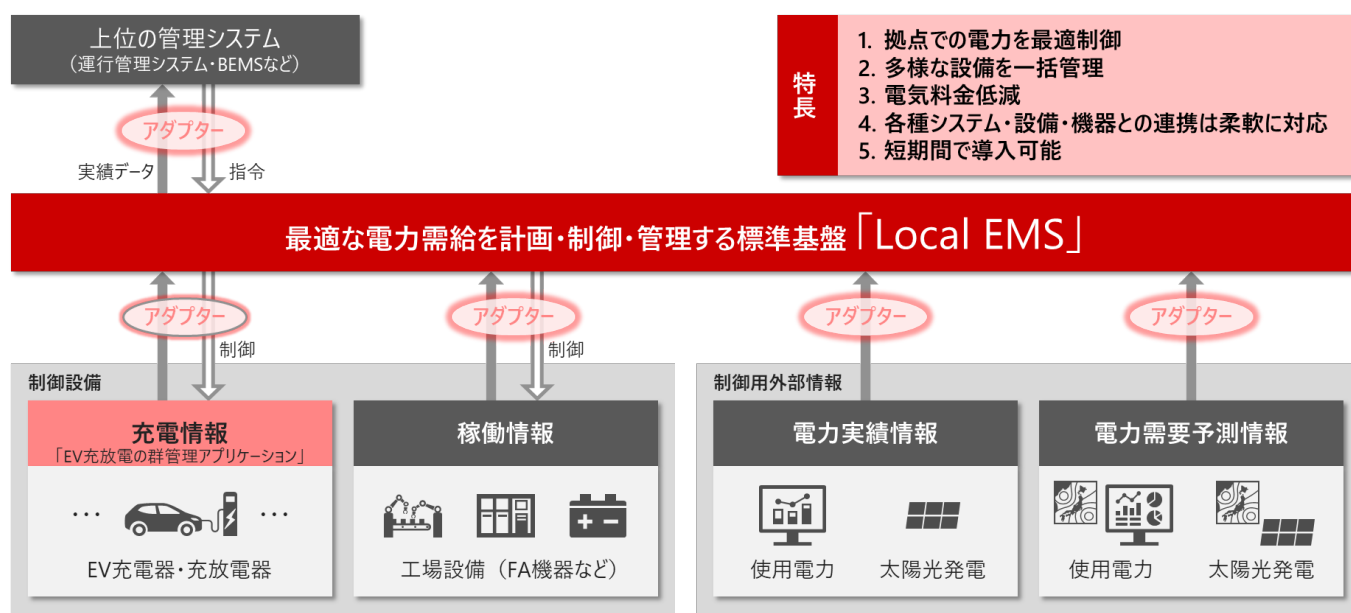 上位の管理システム
（運行管理システム・BEMSなど）
アダプター
実績データ
指令
特長
1. 拠点での電力を最適制御
2. 多様な設備を一括管理
3. 電気料金低減
4. 各種システム・設備・機器との連携は柔軟に対応
5. 短期間で導入可能
最適な電力需給を計画・制御・管理する標準基盤「Local EMS」
アダプター
アダプター
アダプター
アダプター
制御
制御
制御設備
充電情報
「EV充放電の群管理アプリケーション」
EV充電器・充放電器
稼働情報
工場設備（FA機器など）
制御用外部情報
電力実績情報
使用電力
太陽光発電
電力需要予測情報
使用電力
太陽光発電